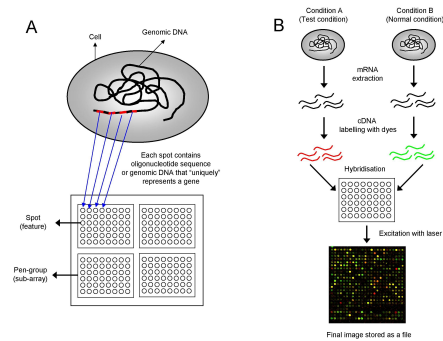 A
Cell
Genomic DNA
Each spot contains
oligonucleotide sequence
or genomic DNA that "uniquely"
represents a gene
Spot
(feature)
Pen-group
(sub-array)
B
Condition A
(Test condition)
Condition B
(Normal condition)
mRNA
extraction
cDNA
labelling with dyes
Hybridisation
Excitation with laser
Final image stored as a file